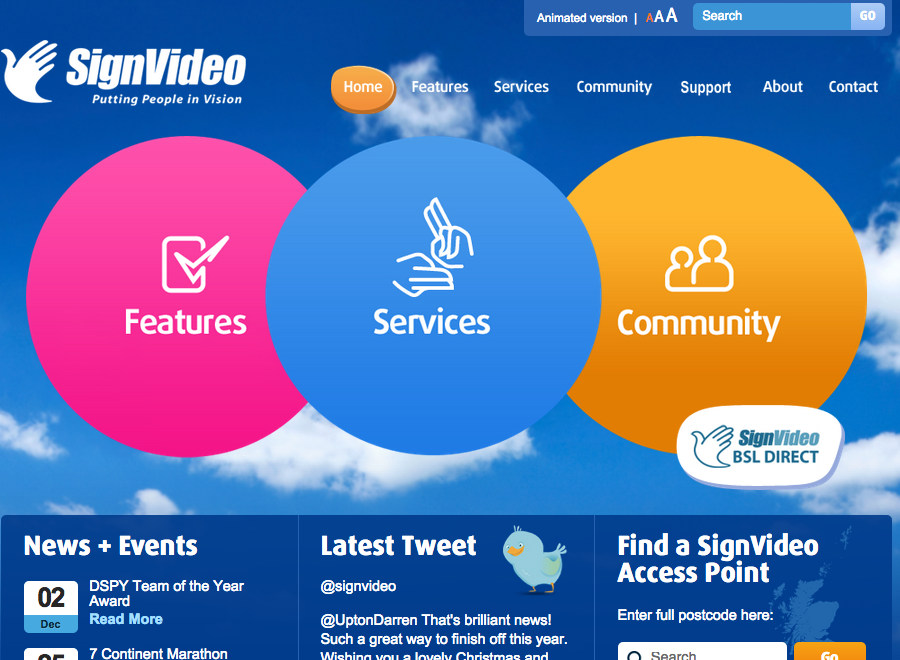 Animated version | A A A Search GO
SignVideo
Putting People in Vision
Home Features Services Community Support About Contact
Features
Services
Community
SignVideo
BSL DIRECT
News + Events
02
Dec
DSPY Team of the Year
Award
Read More
7 Continent Marathon
Latest Tweet
@signvideo
@UptonDarren That's brilliant news!
Such a great way to finish off this year.
Wishing you a lovely Christmas and
Find a SignVideo
Access Point
Enter full postcode here:
Search
Go